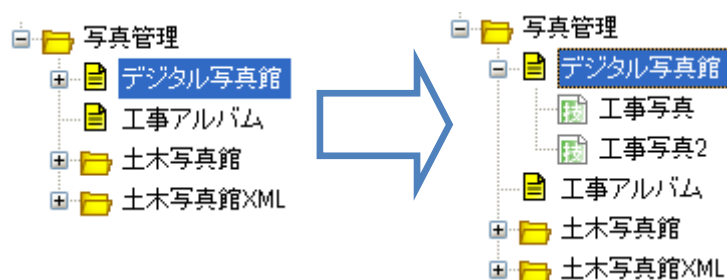 写真管理
デジタル写真館
工事アルバム
土木写真館
土木写真館XML
写真管理
デジタル写真館
技 工事写真
技 工事写真2
工事アルバム
土木写真館
土木写真館XML